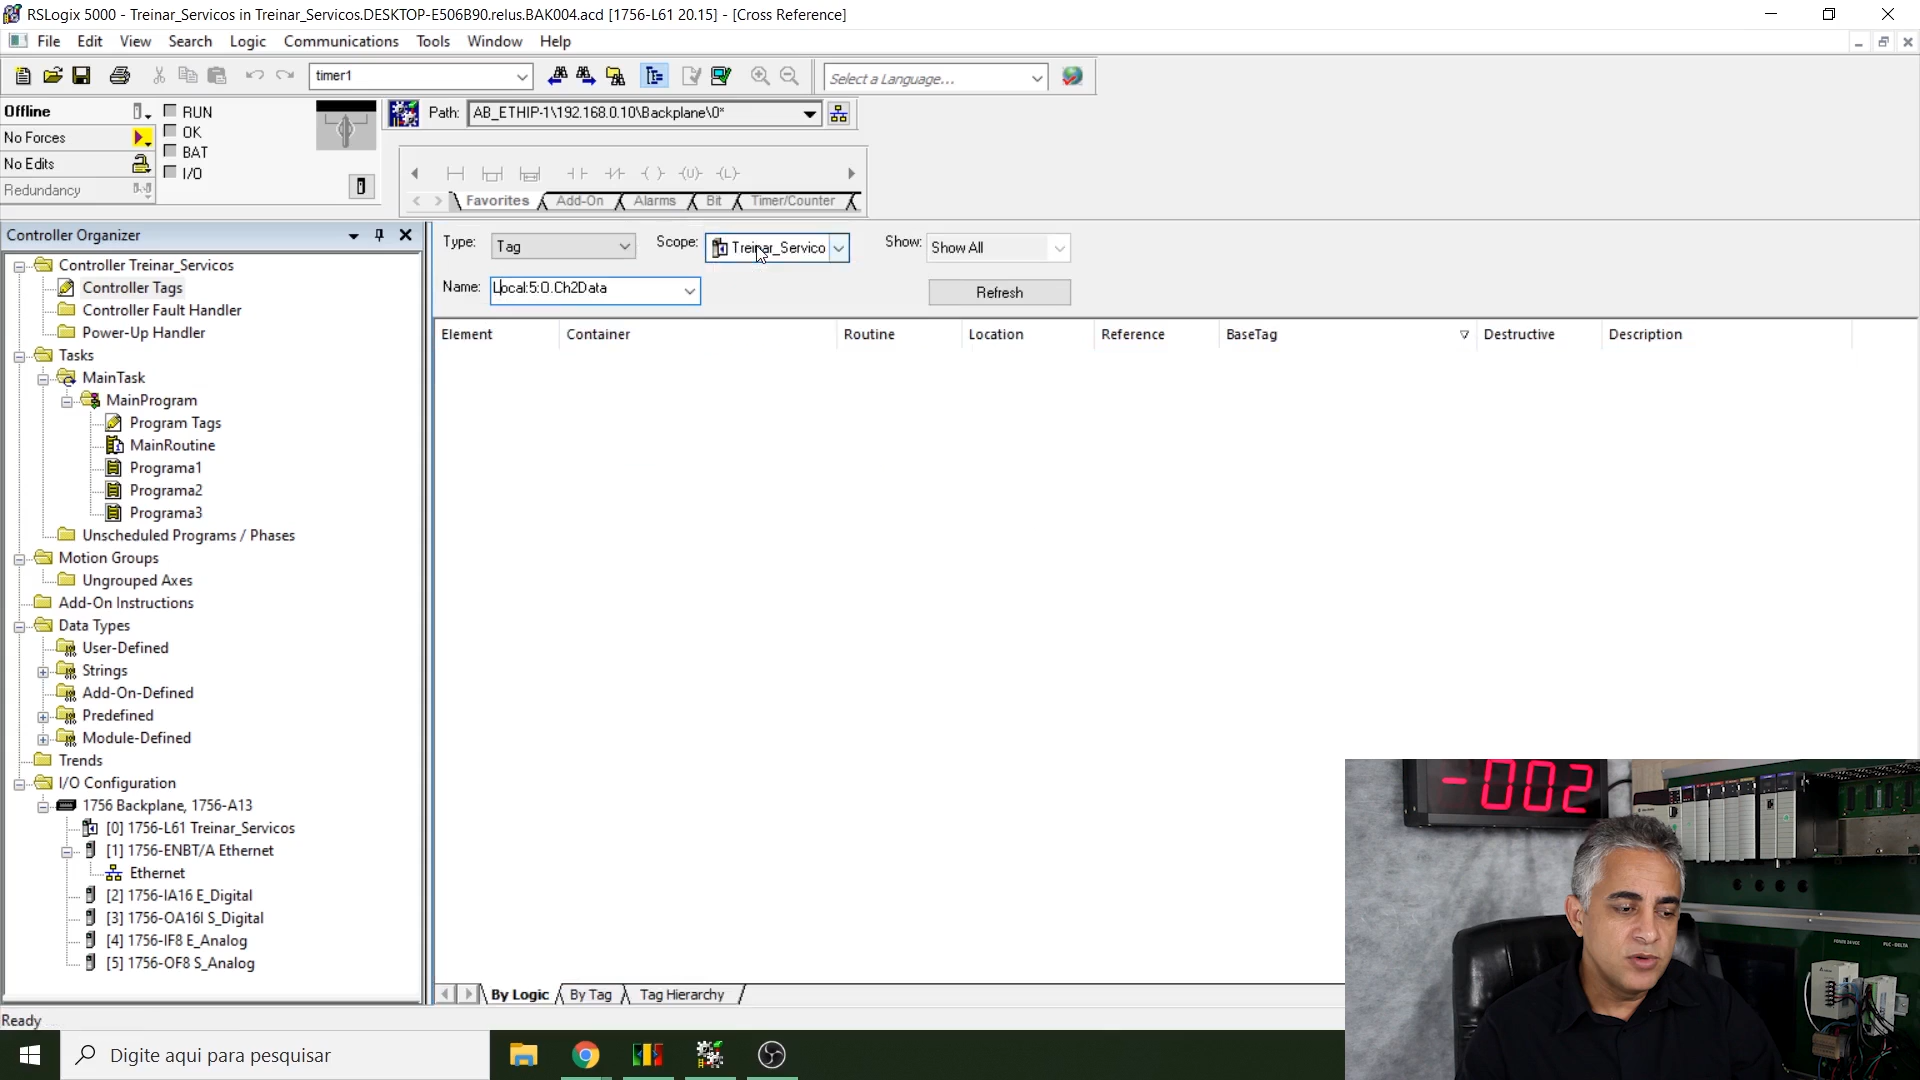 RSLogix 5000 - Treinar_Servicos in Treinar_Servicos.DESKTOP-E506B90.relus.BAK004.acd [1756-L61 20.15] - [Cross Reference]
File Edit View Search Logic Communications Tools Window Help
timer1
Select a Language...
Offline
No Forces
No Edits
Redundancy
RUN
OK
BAT
I/O
Path: AB_ETHIP-1\192.168.0.10\Backplane\0*
Favorites Add-On Alarms Bit Timer/Counter
Controller Organizer
Controller Treinar_Servicos
Controller Tags
Controller Fault Handler
Power-Up Handler
Tasks
MainTask
MainProgram
Program Tags
MainRoutine
Programa1
Programa2
Programa3
Unscheduled Programs / Phases
Motion Groups
Ungrouped Axes
Add-On Instructions
Data Types
User-Defined
Strings
Add-On-Defined
Predefined
Module-Defined
Trends
I/O Configuration
1756 Backplane, 1756-A13
[0] 1756-L61 Treinar_Servicos
[1] 1756-ENBT/A Ethernet
Ethernet
[2] 1756-IA16 E_Digital
[3] 1756-OA16I S_Digital
[4] 1756-IF8 E_Analog
[5] 1756-OF8 S_Analog
Type: Tag Scope: Treinar_Servico Show: Show All
Name: Local:5:O.Ch2Data Refresh
Element Container Routine Location Reference BaseTag Destructive Description
By Logic By Tag Tag Hierarchy
Ready
Digite aqui para pesquisar
-002
PLC - DELTA